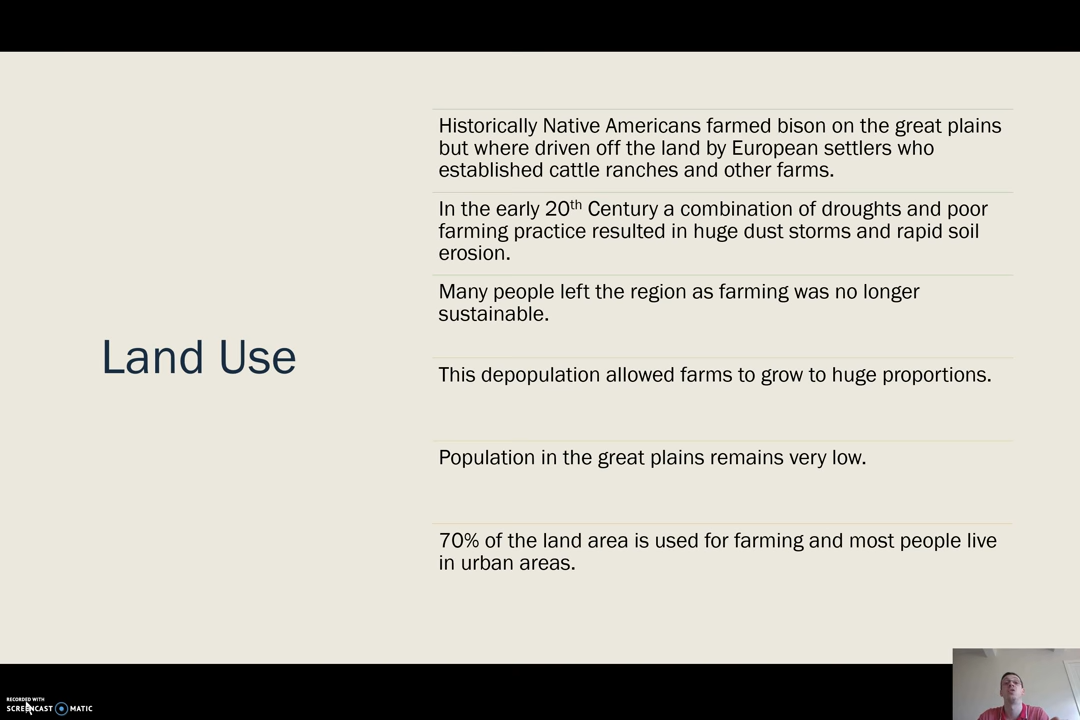 Historically Native Americans farmed bison on the great plains
but where driven off the land by European settlers who
established cattle ranches and other farms.
In the early 20th Century a combination of droughts and poor
farming practice resulted in huge dust storms and rapid soil
erosion.
Many people left the region as farming was no longer
sustainable.
Land Use
This depopulation allowed farms to grow to huge proportions.
Population in the great plains remains very low.
70% of the land area is used for farming and most people live
in urban areas.
RECORDED WITH
SCREENCAST MATIC